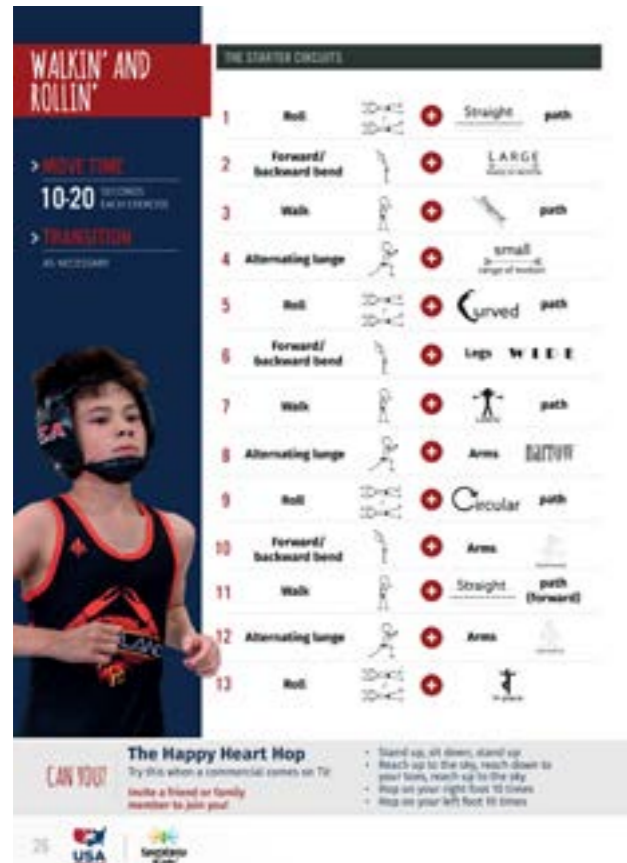 WALKIN' AND
ROLLIN'
> MOVE TIME
10-20 SECONDS
EACH EXERCISE
> TRANSITION
AS NECESSARY
THE STARTER CIRCUITS
1 Roll + Straight path
2 Forward/
backward bend + LARGE
3 Walk + path
4 Alternating lunge + small
range of motion
5 Roll + Curved path
6 Forward/
backward bend + Legs WIDE
7 Walk + path
8 Alternating lunge + Arms narrow
9 Roll + Circular path
10 Forward/
backward bend + Arms
11 Walk + Straight path
(forward)
12 Alternating lunge + Arms
13 Roll +
CAN YOU?
The Happy Heart Hop
Try this when a commercial comes on TV
Invite a friend or family
member to join you!
• Stand up, sit down, stand up
• Reach up to the sky, reach down to
your toes, reach up to the sky
• Hop on your right foot 10 times
• Hop on your left foot 10 times
26
USA